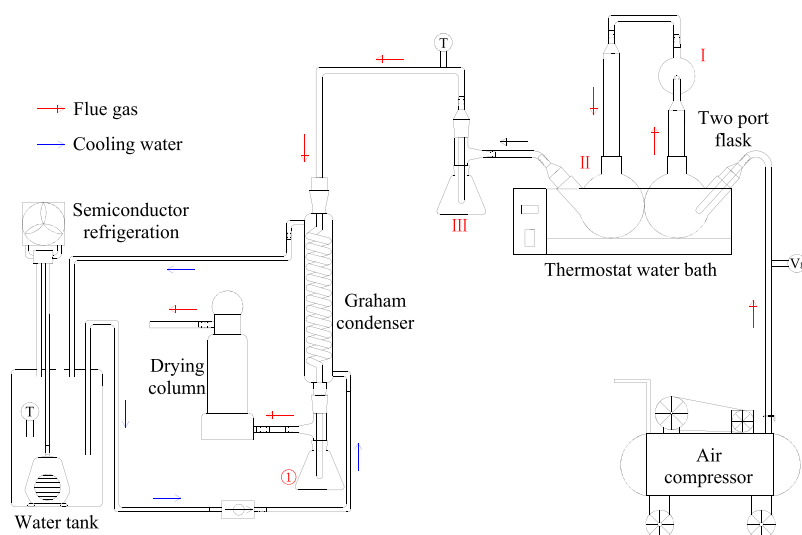 T
I
Flue gas
Two port
flask
Cooling water
II
III
Semiconductor
refrigeration
Thermostat water bath
Graham
condenser
Drying
column
T
Air
compressor
①
Water tank